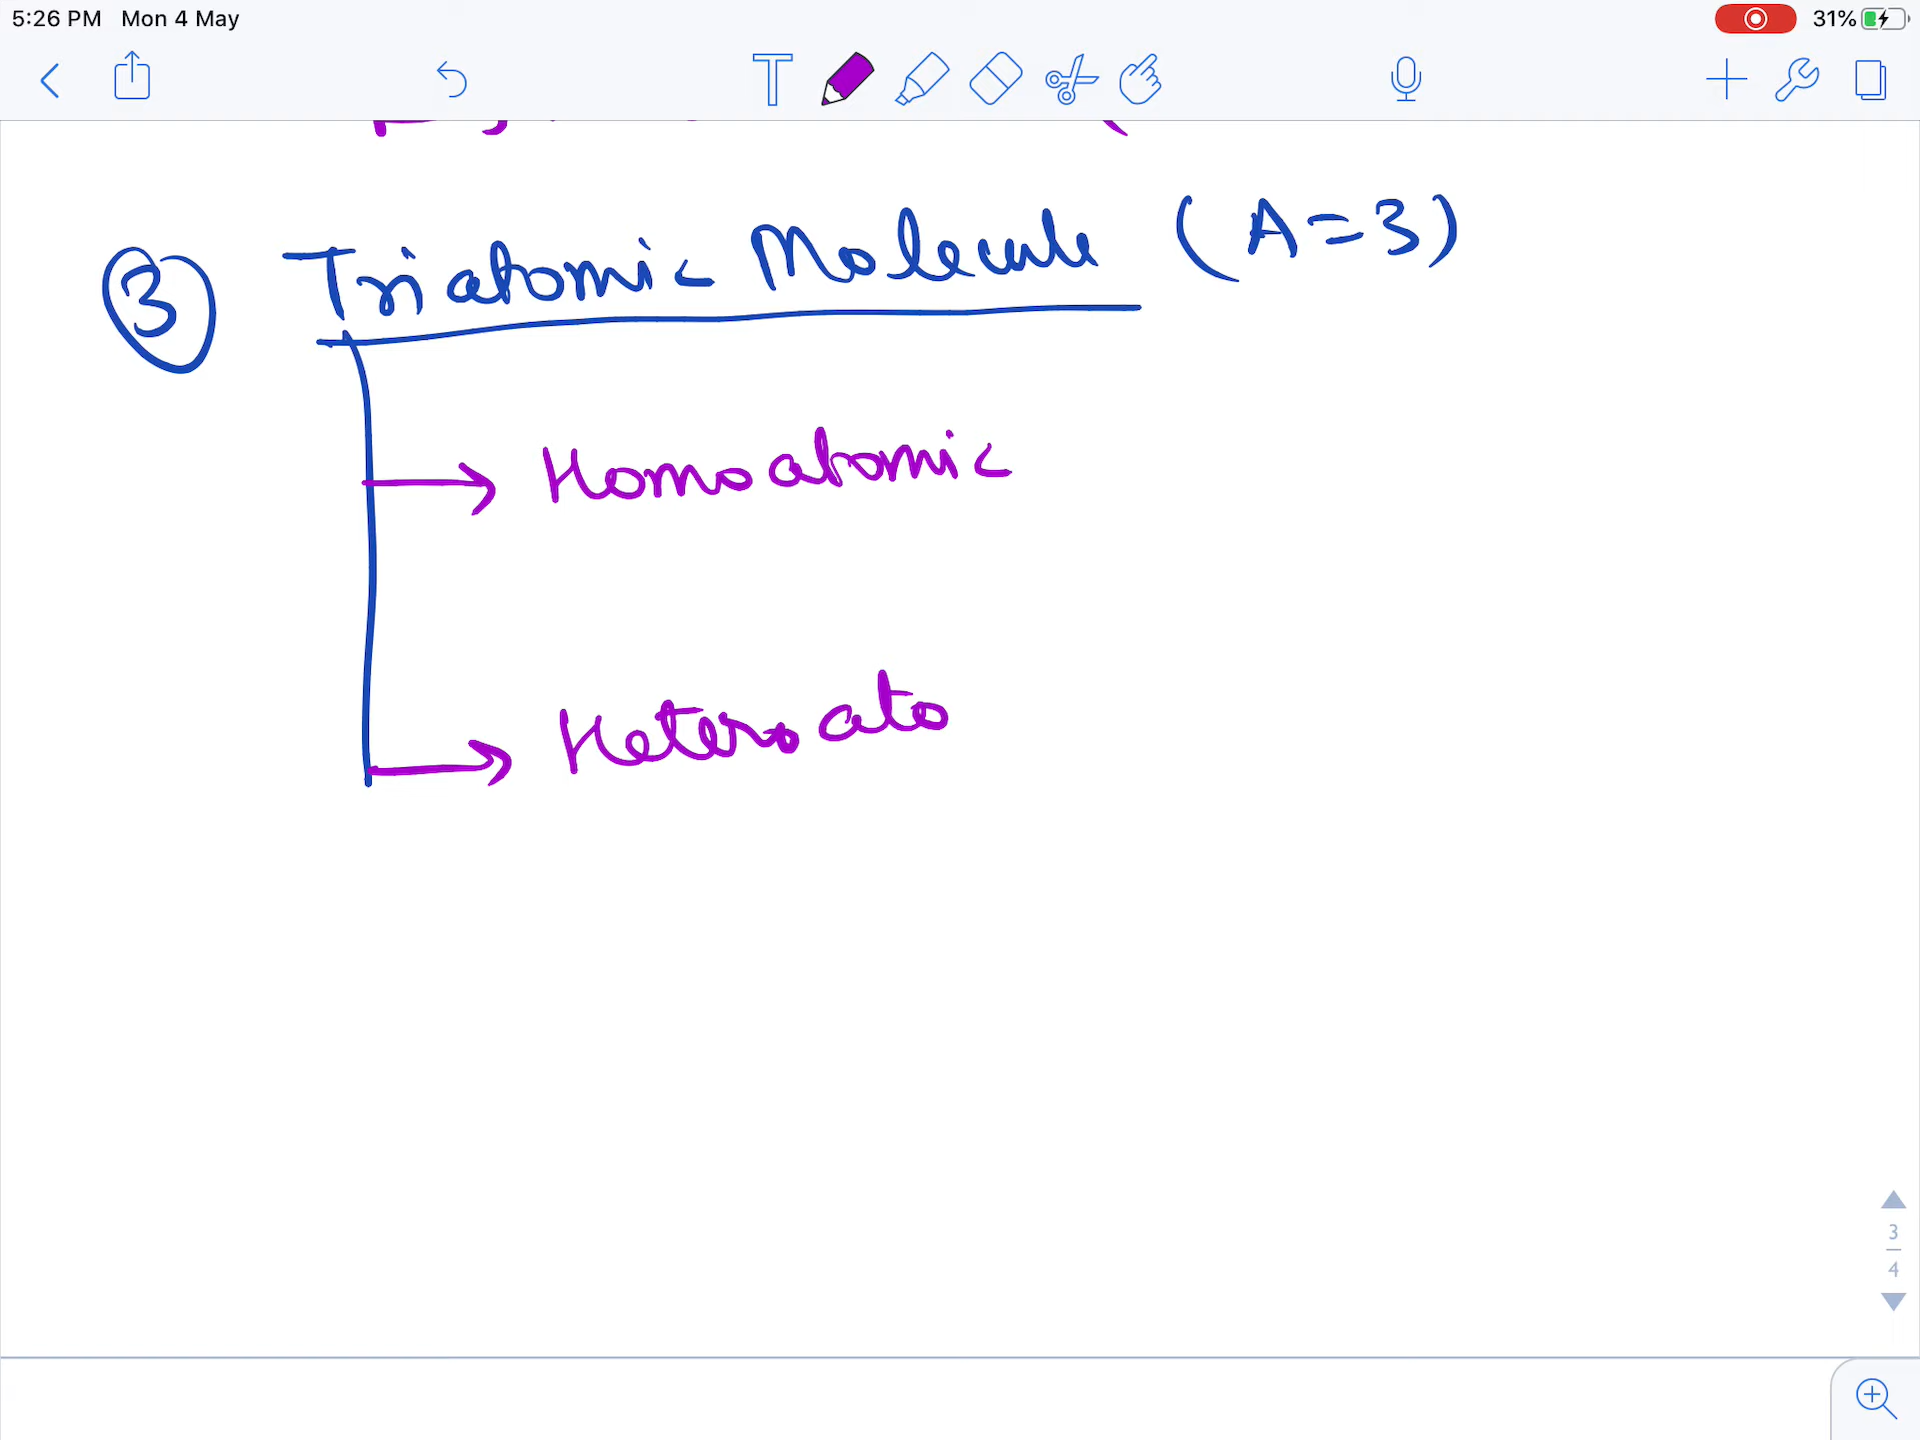 5:26 PM Mon 4 May 31%
T
3 Triatomic Molecule (A=3)
→ Homoatomic
→ Heteroato
3
4